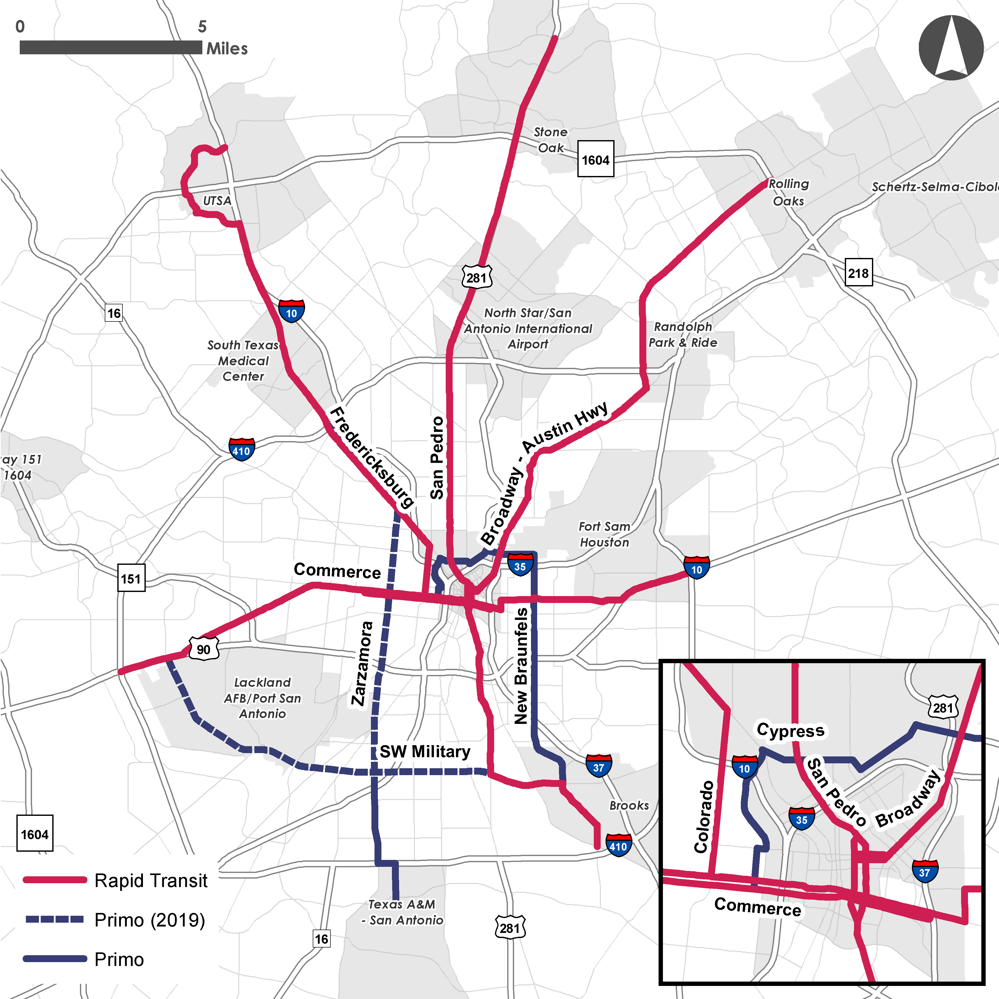 0 5
Miles
Stone
Oak
1604
Rolling
Oaks
Schertz-Selma-Cibol
UTSA
218
281
16
10
North Star/San
Antonio International
Airport
Randolph
Park & Ride
South Texas
Medical
Center
410
ay 151
1604
Fredericksburg
San Pedro
Broadway - Austin Hwy
Fort Sam
Houston
Commerce
151
35
10
90
Zarzamora
New Braunfels
Lackland
AFB/Port San
Antonio
SW Military
37
Brooks
1604
410
Texas A&M
- San Antonio
16
281
Rapid Transit
Primo (2019)
Primo
281
Cypress
10
San Pedro
Broadway
Colorado
35
37
Commerce